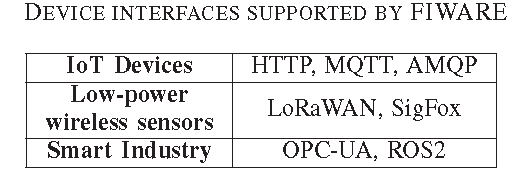 DEVICE INTERFACES SUPPORTED BY FIWARE
IoT Devices HTTP, MQTT, AMQP
Low-power
wireless sensors LoRaWAN, SigFox
Smart Industry OPC-UA, ROS2